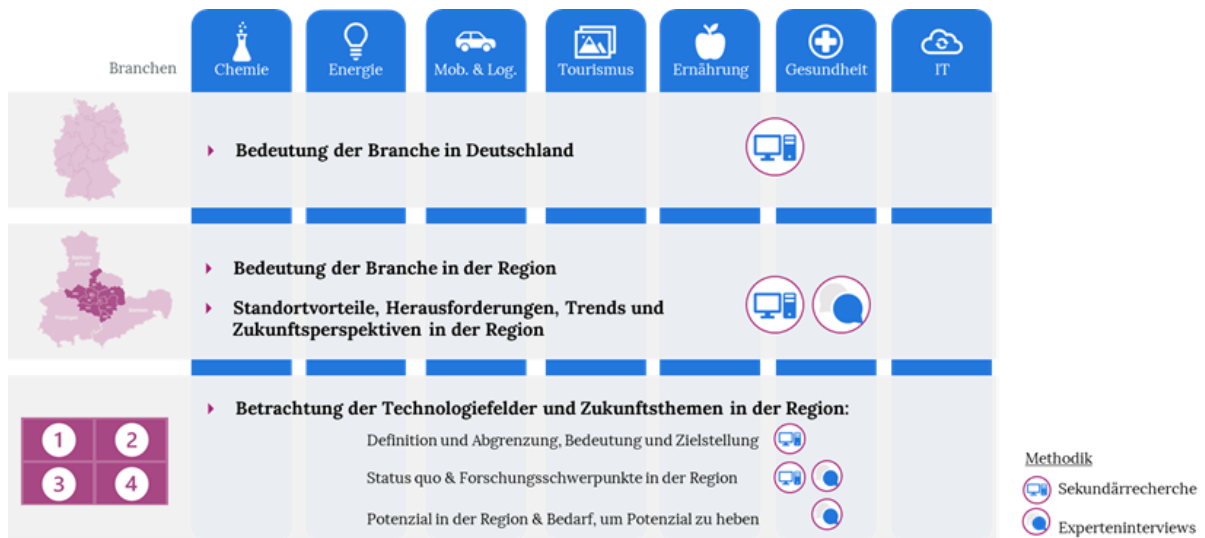 Branchen
Chemie
Energie
Mob. & Log.
Tourismus
Ernährung
Gesundheit
IT
Bedeutung der Branche in Deutschland
Bedeutung der Branche in der Region
Standortvorteile, Herausforderungen, Trends und
Zukunftsperspektiven in der Region
Betrachtung der Technologiefelder und Zukunftsthemen in der Region:
1
2
3
4
Definition und Abgrenzung, Bedeutung und Zielstellung
Status quo & Forschungsschwerpunkte in der Region
Potenzial in der Region & Bedarf, um Potenzial zu heben
Methodik
Sekundärrecherche
Experteninterviews